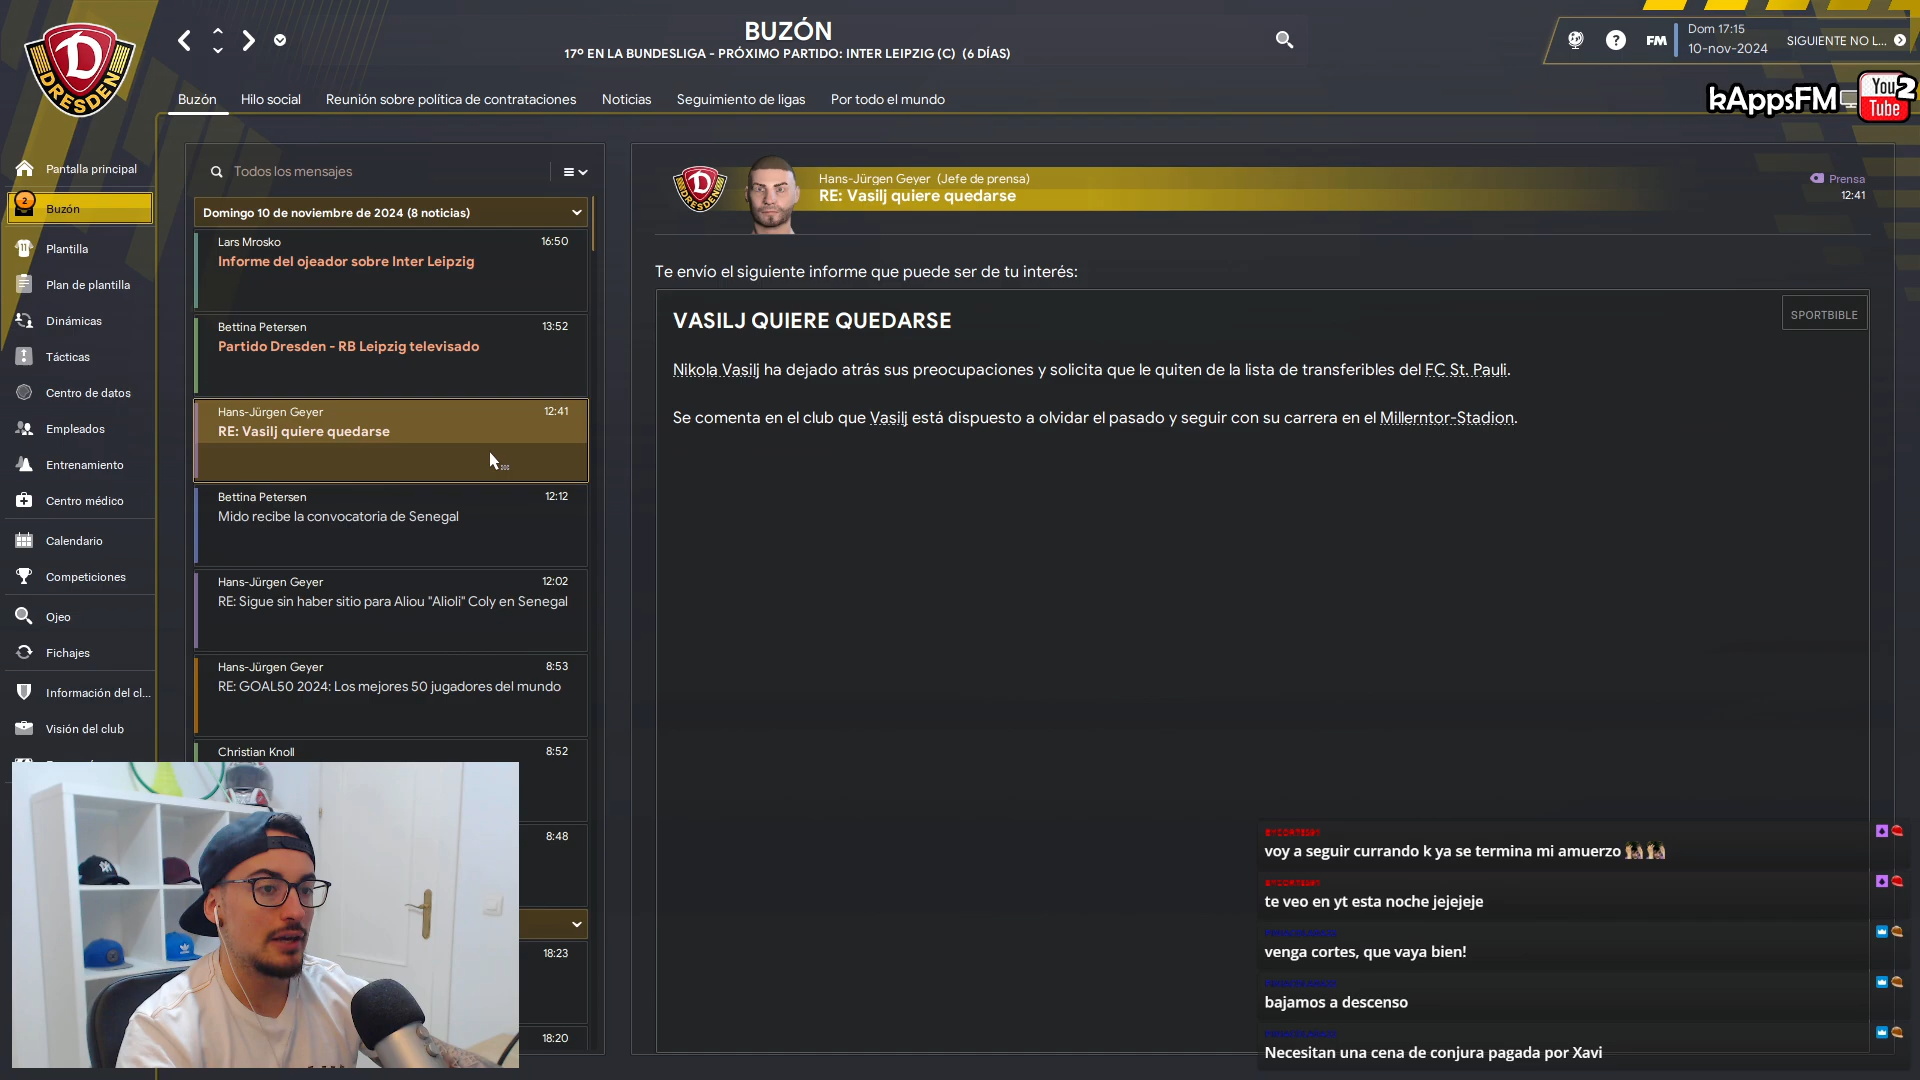 BUZÓN
17º EN LA BUNDESLIGA - PRÓXIMO PARTIDO: INTER LEIPZIG (C) (6 DÍAS)
FM
Dom 17:15
10-nov-2024
SIGUIENTE NO L...
DRESDEN
kAppsFM
You Tube
2
Buzón
Hilo social
Reunión sobre política de contrataciones
Noticias
Seguimiento de ligas
Por todo el mundo
Pantalla principal
2
Buzón
Plantilla
Plan de plantilla
Dinámicas
Tácticas
Centro de datos
Empleados
Entrenamiento
Centro médico
Calendario
Competiciones
Ojeo
Fichajes
Información del cl...
Visión del club
Todos los mensajes
Domingo 10 de noviembre de 2024 (8 noticias)
Lars Mrosko 16:50
Informe del ojeador sobre Inter Leipzig
Bettina Petersen 13:52
Partido Dresden - RB Leipzig televisado
Hans-Jürgen Geyer 12:41
RE: Vasilj quiere quedarse
Bettina Petersen 12:12
Mido recibe la convocatoria de Senegal
Hans-Jürgen Geyer 12:02
RE: Sigue sin haber sitio para Aliou "Alioli" Coly en Senegal
Hans-Jürgen Geyer 8:53
RE: GOAL50 2024: Los mejores 50 jugadores del mundo
Christian Knoll 8:52
8:48
18:23
18:20
Hans-Jürgen Geyer (Jefe de prensa)
RE: Vasilj quiere quedarse
Prensa
12:41
Te envío el siguiente informe que puede ser de tu interés:
VASILJ QUIERE QUEDARSE
SPORTBIBLE
Nikola Vasilj ha dejado atrás sus preocupaciones y solicita que le quiten de la lista de transferibles del FC St. Pauli.
Se comenta en el club que Vasilj está dispuesto a olvidar el pasado y seguir con su carrera en el Millerntor-Stadion.
voy a seguir currando k ya se termina mi amuerzo
te veo en yt esta noche jejejeje
venga cortes, que vaya bien!
bajamos a descenso
Necesitan una cena de conjura pagada por Xavi